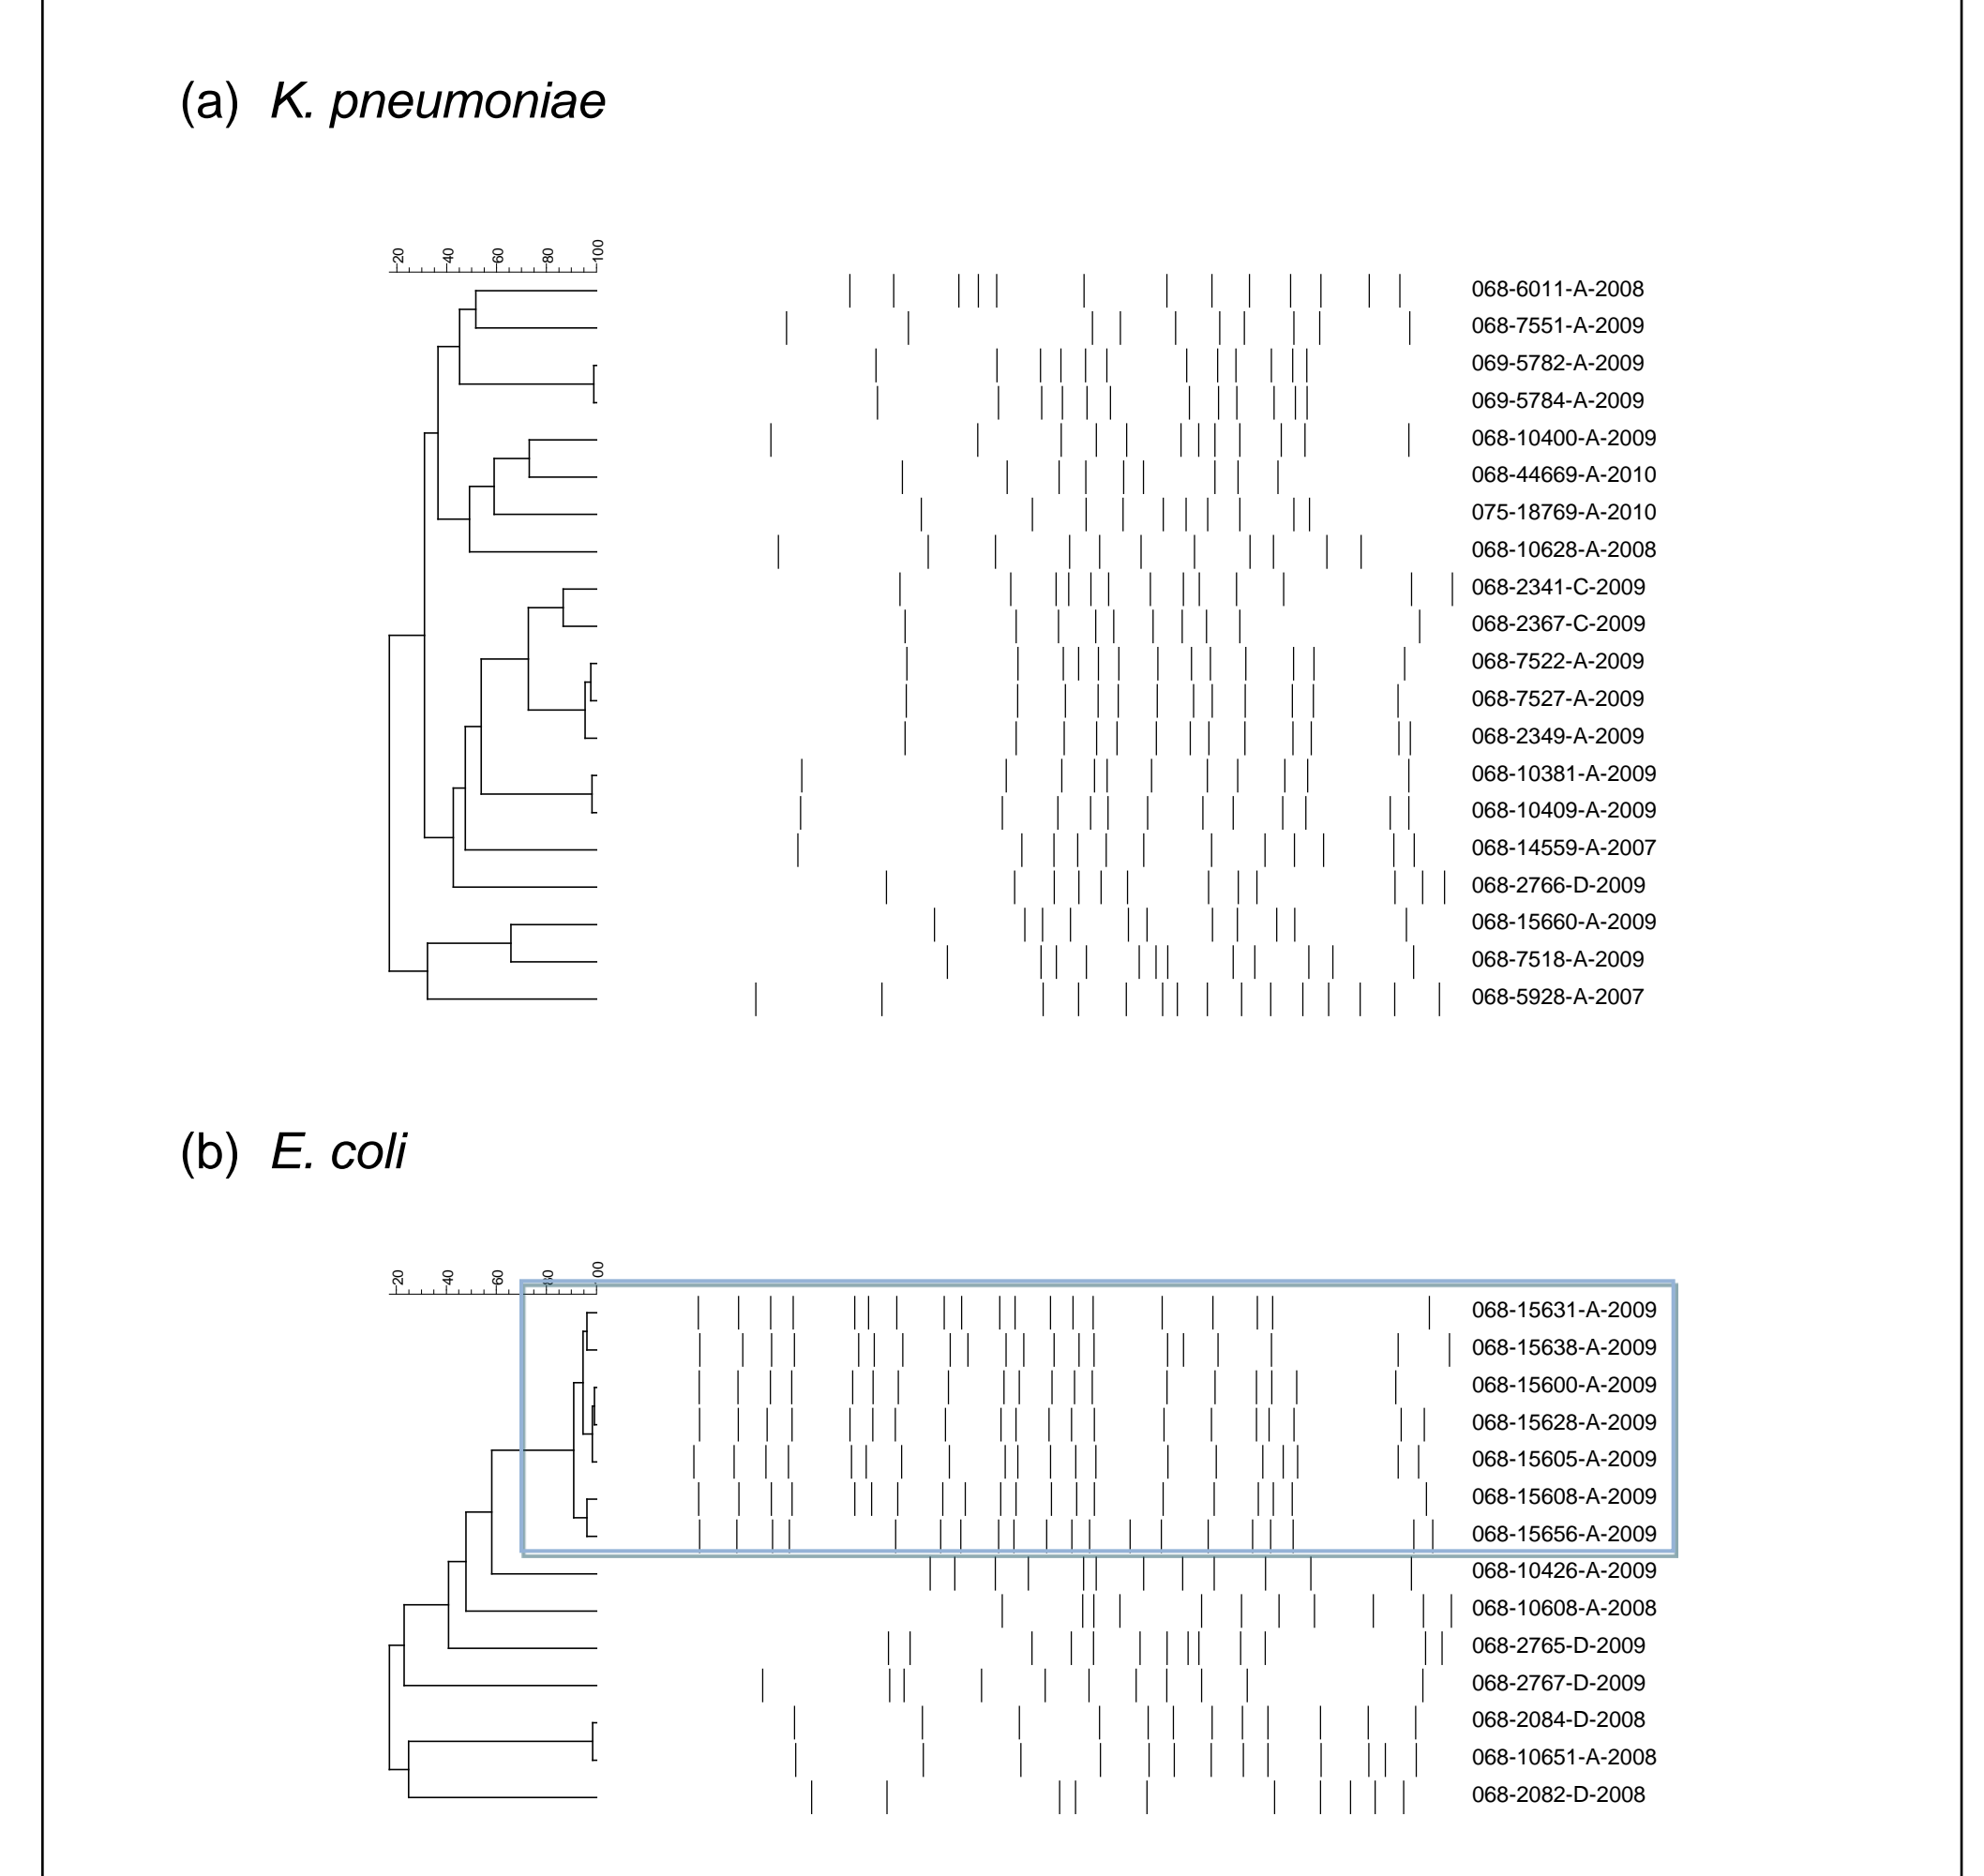 (a) K. pneumoniae
20 40 60 80 100
068-6011-A-2008
068-7551-A-2009
069-5782-A-2009
069-5784-A-2009
068-10400-A-2009
068-44669-A-2010
075-18769-A-2010
068-10628-A-2008
068-2341-C-2009
068-2367-C-2009
068-7522-A-2009
068-7527-A-2009
068-2349-A-2009
068-10381-A-2009
068-10409-A-2009
068-14559-A-2007
068-2766-D-2009
068-15660-A-2009
068-7518-A-2009
068-5928-A-2007
(b) E. coli
20 40 60 80 00
068-15631-A-2009
068-15638-A-2009
068-15600-A-2009
068-15628-A-2009
068-15605-A-2009
068-15608-A-2009
068-15656-A-2009
068-10426-A-2009
068-10608-A-2008
068-2765-D-2009
068-2767-D-2009
068-2084-D-2008
068-10651-A-2008
068-2082-D-2008